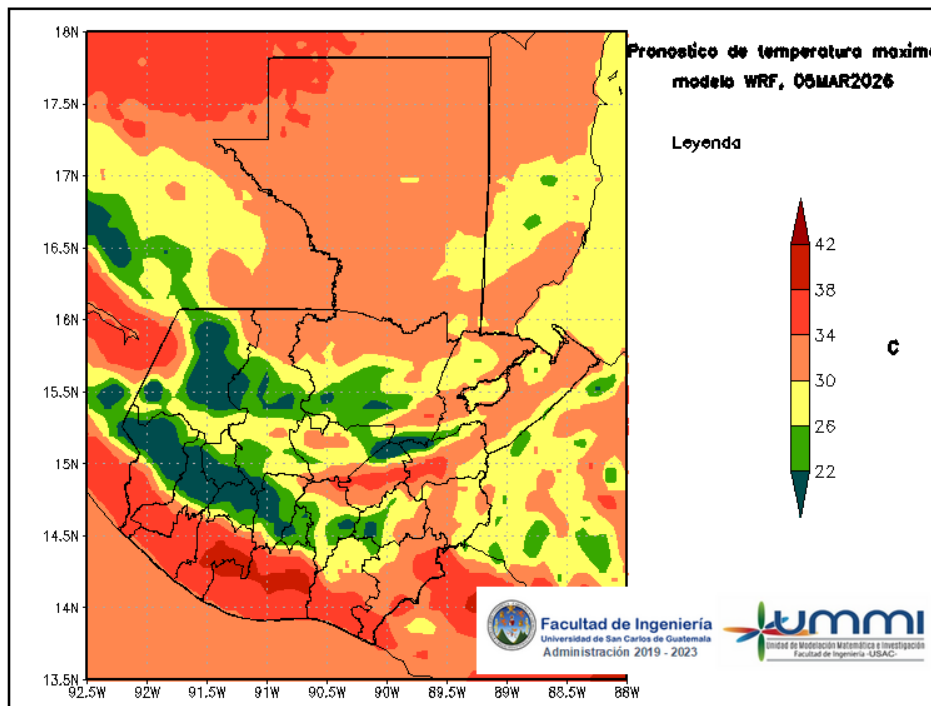 Pronostico de temperatura maxima
modelo WRF, 05MAR2026
Leyenda
42
38
34
30
26
22
C
18N
17.5N
17N
16.5N
16N
15.5N
15N
14.5N
14N
13.5N
92.5W
92W
91.5W
91W
90.5W
90W
89.5W
89W
88.5W
88W
Facultad de Ingeniería
Universidad de San Carlos de Guatemala
Administración 2019 - 2023
UMMI
Unidad de Modelación Matemática e Investigación
Facultad de Ingeniería -USAC-